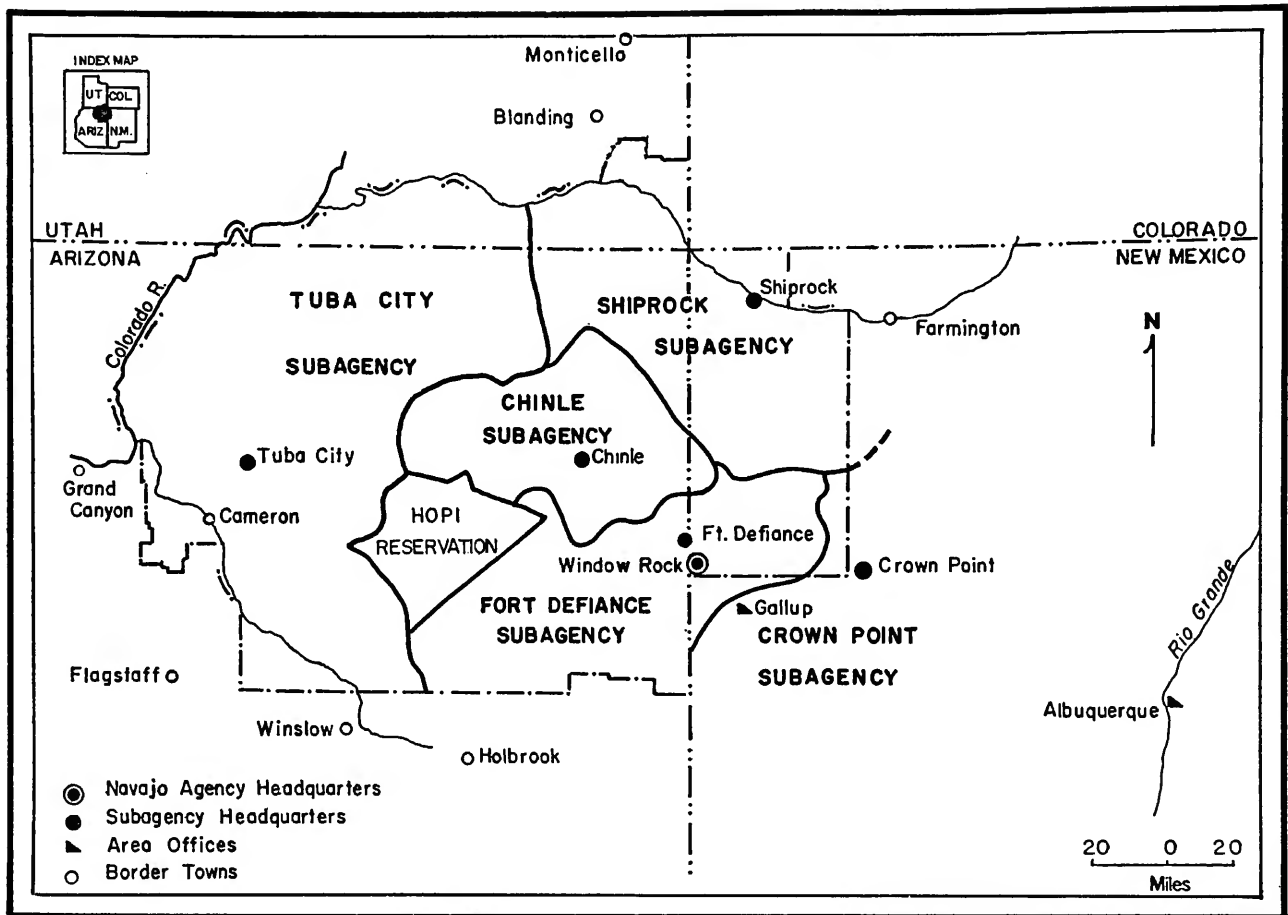 INDEX MAP
UT COL.
ARIZ N.M.
Monticello
Blanding
UTAH
ARIZONA
COLORADO
NEW MEXICO
Colorado R.
TUBA CITY
SUBAGENCY
SHIPROCK
SUBAGENCY
Shiprock
Farmington
N
CHINLE
SUBAGENCY
Chinle
Tuba City
Grand
Canyon
Cameron
HOPI
RESERVATION
Ft. Defiance
Window Rock
Crown Point
FORT DEFIANCE
SUBAGENCY
Gallup
CROWN POINT
SUBAGENCY
Rio Grande
Albuquerque
Flagstaff
Winslow
Holbrook
Navajo Agency Headquarters
Subagency Headquarters
Area Offices
Border Towns
20 0 20
Miles